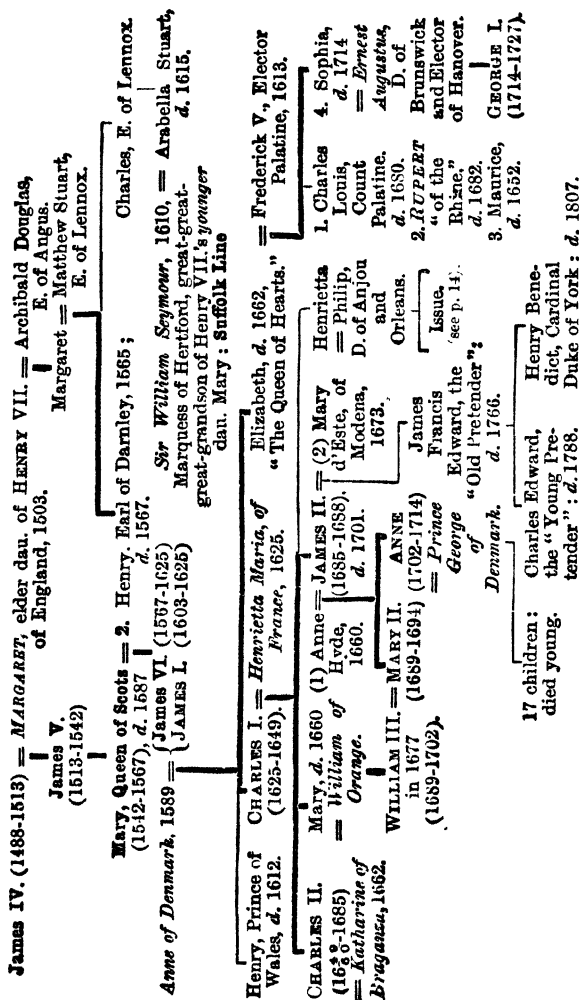 James IV. (1488-1513) = MARGARET, elder dau. of HENRY VII. = Archibald Douglas,
of England, 1503.
E. of Angus.
James V.
(1513-1542)
Margaret = Matthew Stuart,
E. of Lennox.
Mary, Queen of Scots = 2. Henry, Earl of Darnley, 1565;
(1542-1567), d. 1587
d. 1567.
Charles, E. of Lennox.
Anne of Denmark, 1589 = {James VI. (1567-1625)
{JAMES I. (1603-1625)
Sir William Seymour, 1610, = Arabella Stuart,
d. 1615.
Marquess of Hertford, great-great-
great-grandson of Henry VII.'s younger
dau. Mary: Suffolk Line
Henry, Prince of
Wales, d. 1612.
CHARLES I. = Henrietta Maria, of
(1625-1649).
France, 1625.
Elizabeth, d. 1662,
"The Queen of Hearts."
= Frederick V., Elector
Palatine, 1613.
CHARLES II.
-1685)
= Katharine of
Braganza, 1662.
Mary, d. 1660
= William of
Orange.
WILLIAM III. = MARY II.
in 1677
(1689-1702).
(1689-1694)
(1) Anne = JAMES II. = (2) Mary
Hyde,
1660.
(1685-1688).
d. 1701.
d'Este, of
Modena,
1673.
ANNE
(1702-1714)
= Prince
George
of
Denmark.
17 children:
died young.
James
Francis
Edward, the
"Old Pretender":
d. 1766.
Charles Edward,
the "Young Pre-
tender": d. 1788.
Henry Bene-
dict, Cardinal
Duke of York: d. 1807.
Henrietta
= Philip,
D. of Anjou
and
Orleans.
Issue.
1. Charles
Louis,
Count
Palatine.
d. 1680.
2. RUPERT
"of the
Rhine,"
d. 1682.
3. Maurice,
d. 1652.
4. Sophia,
d. 1714
= Ernest
Augustus,
D. of
Brunswick
and Elector
of Hanover.
GEORGE I.
(1714-1727).